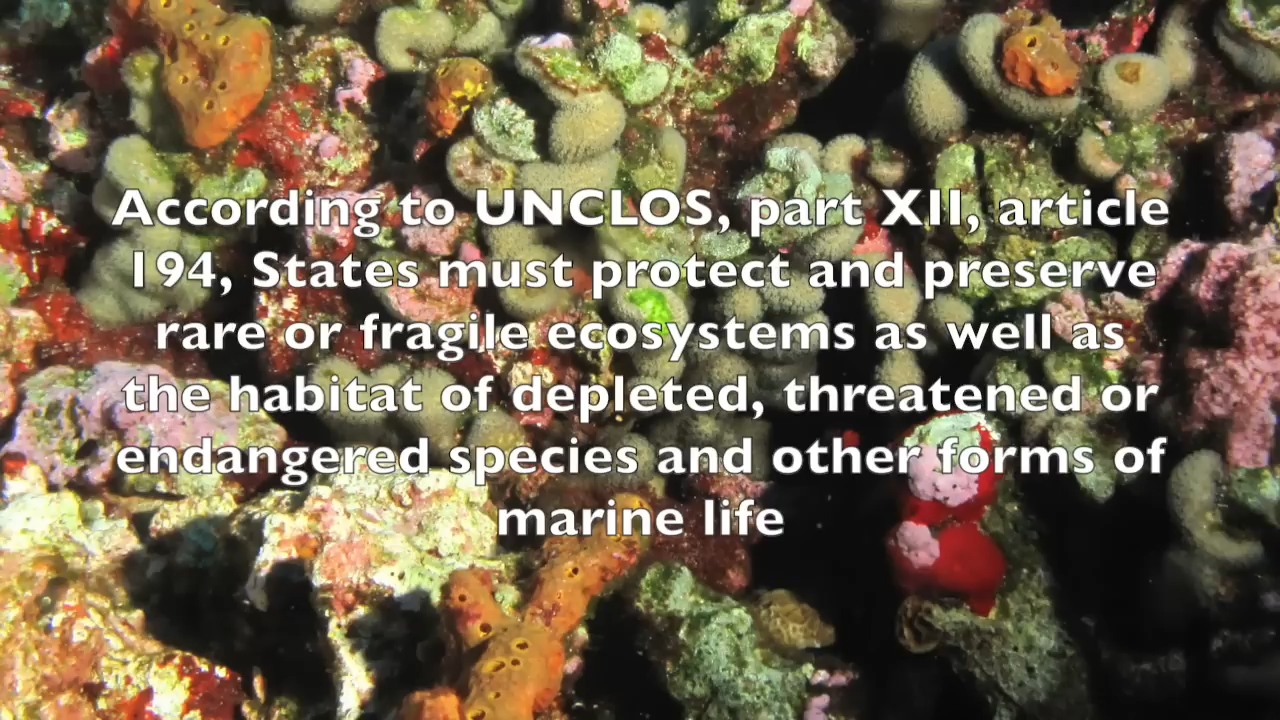 According to UNCLOS, part XII, article
194, States must protect and preserve
rare or fragile ecosystems as well as
the habitat of depleted, threatened or
endangered species and other forms of
marine life